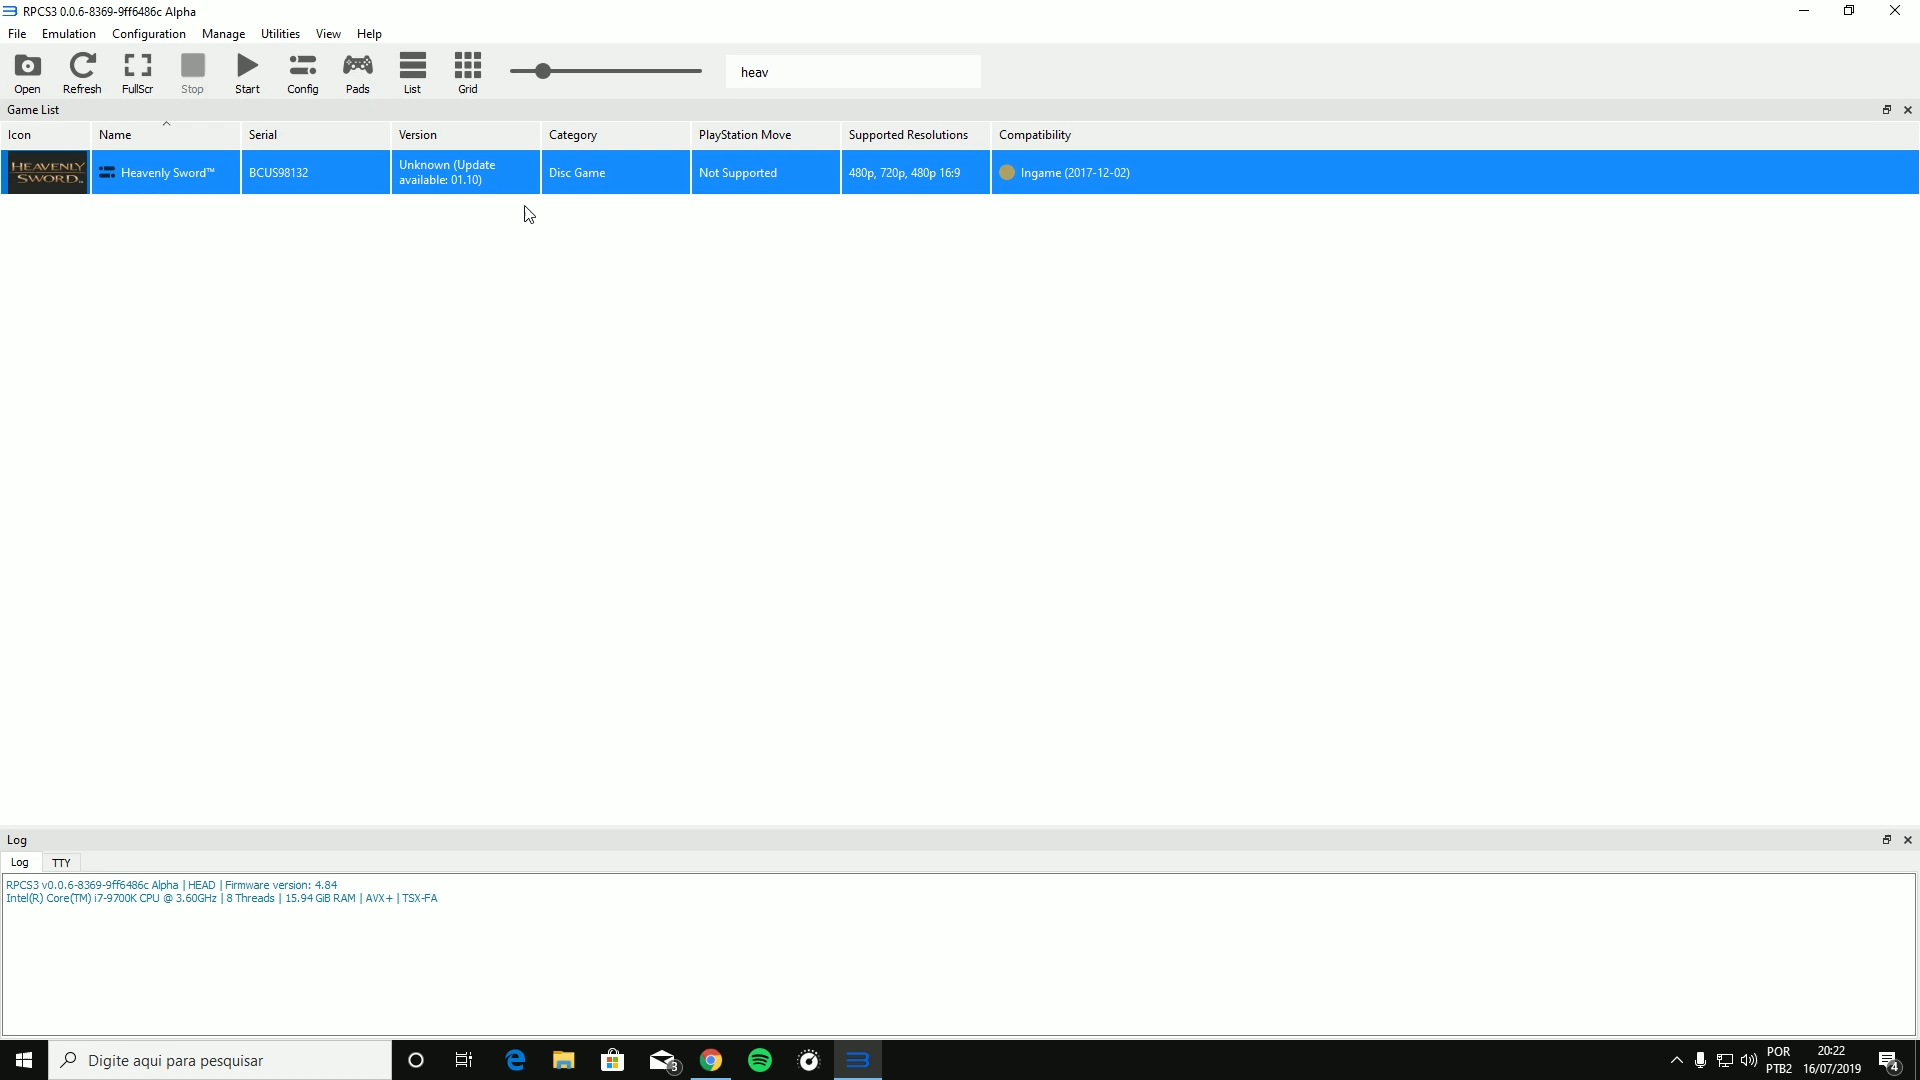 RPCS3 0.0.6-8369-9ff6486c Alpha
File Emulation Configuration Manage Utilities View Help
Open Refresh FullScr Stop Start Config Pads List Grid heav
Game List
Icon Name Serial Version Category PlayStation Move Supported Resolutions Compatibility
HEAVENLY SWORD™ Heavenly Sword™ BCUS98132 Unknown (Update available: 01.10) Disc Game Not Supported 480p, 720p, 480p 16:9 Ingame (2017-12-02)
Log
Log TTY
RPCS3 v0.0.6-8369-9ff6486c Alpha | HEAD | Firmware version: 4.84
Intel(R) Core(TM) i7-9700K CPU @ 3.60GHz | 8 Threads | 15.94 GiB RAM | AVX+ | TSX-FA
Digite aqui para pesquisar 3 POR 20:22 4
PTB2 16/07/2019